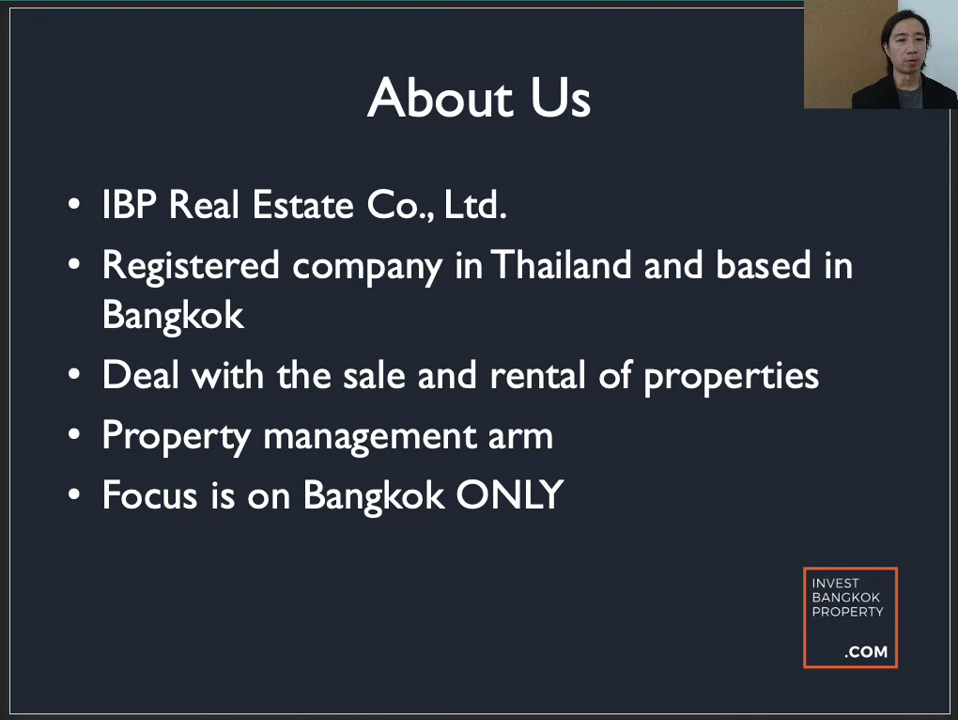 About Us
• IBP Real Estate Co., Ltd.
• Registered company in Thailand and based in
Bangkok
• Deal with the sale and rental of properties
• Property management arm
• Focus is on Bangkok ONLY
INVEST
BANGKOK
PROPERTY
.COM